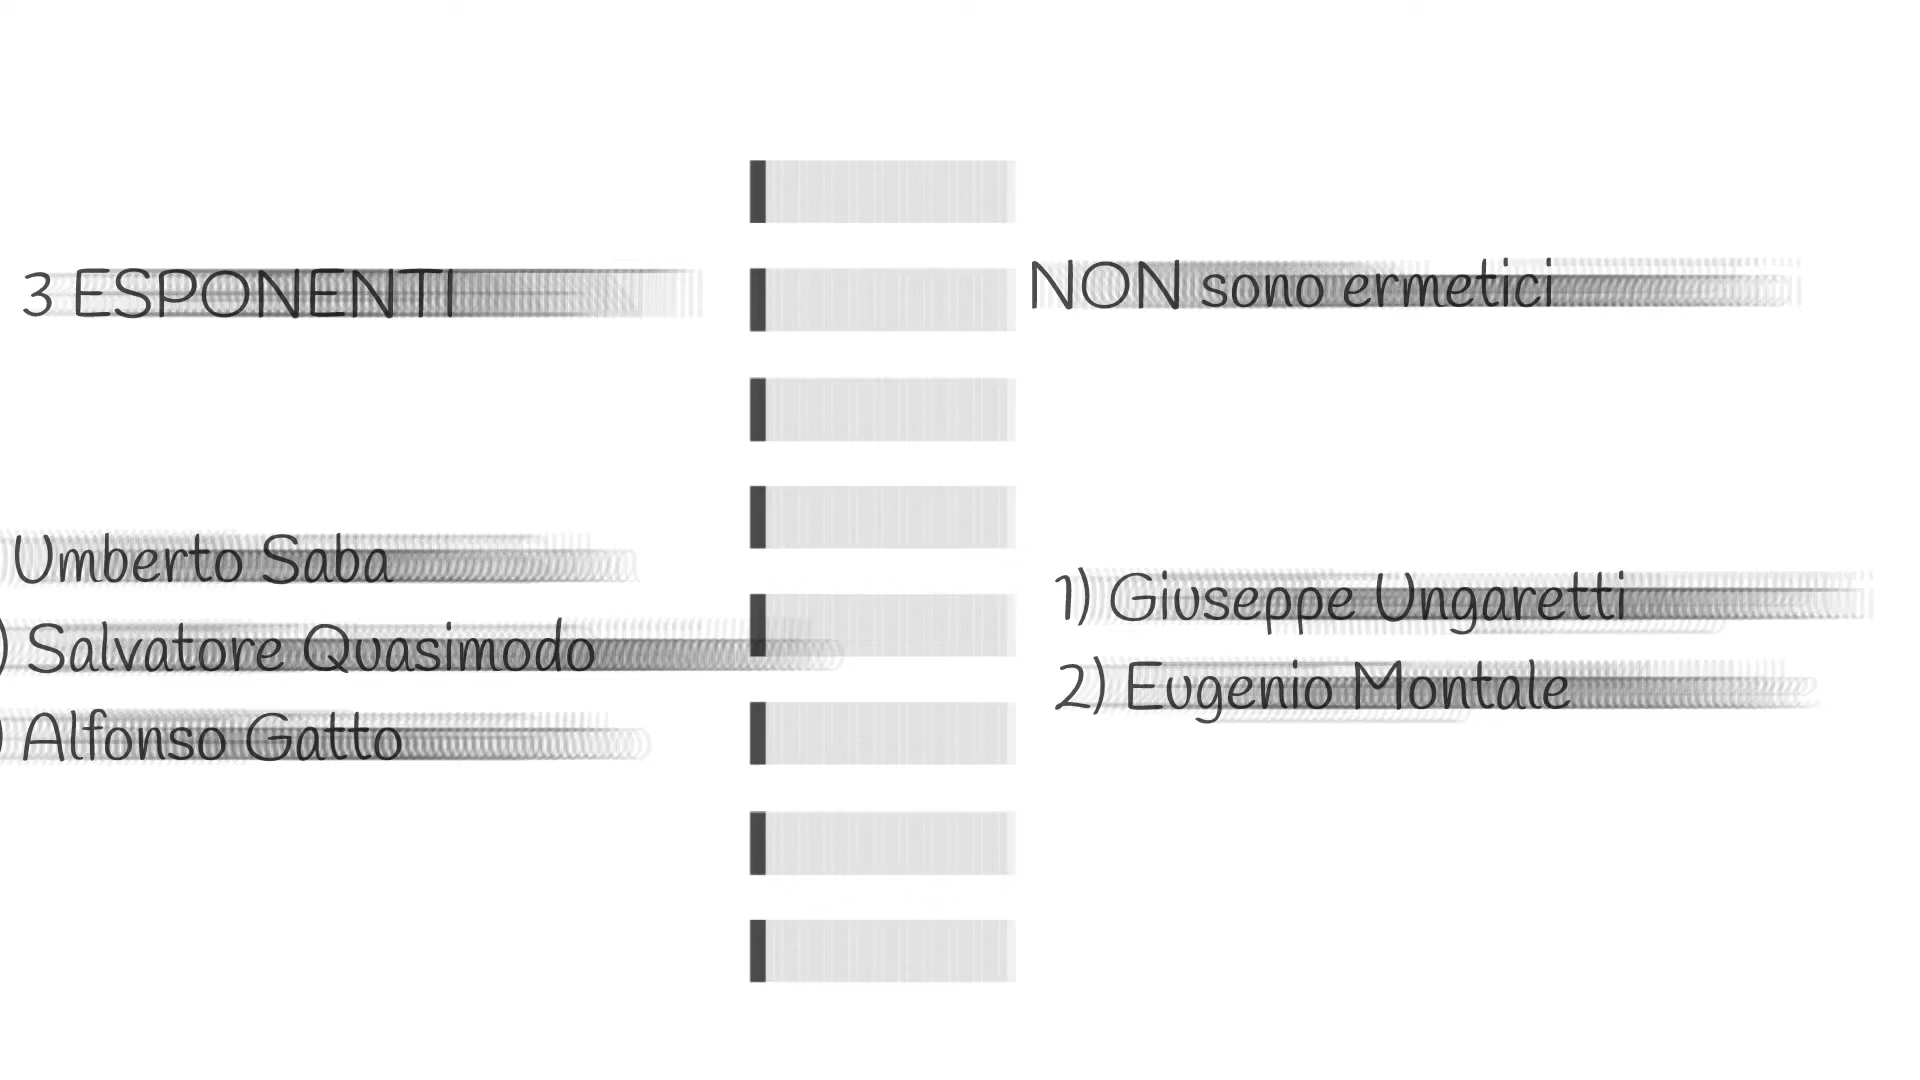 3 ESPONENTI
Umberto Saba
) Salvatore Quasimodo
) Alfonso Gatto
NON sono ermetici
1) Giuseppe Ungaretti
2) Eugenio Montale